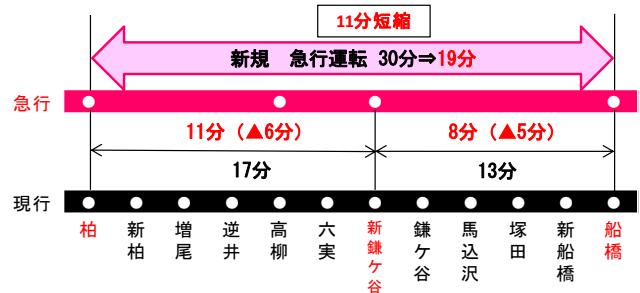 11分短縮
新規 急行運転 30分⇒19分
急行
11分（▲6分）
8分（▲5分）
17分
13分
現行
柏
新柏
増尾
逆井
高柳
六実
新鎌ケ谷
鎌ケ谷
馬込沢
塚田
新船橋
船橋